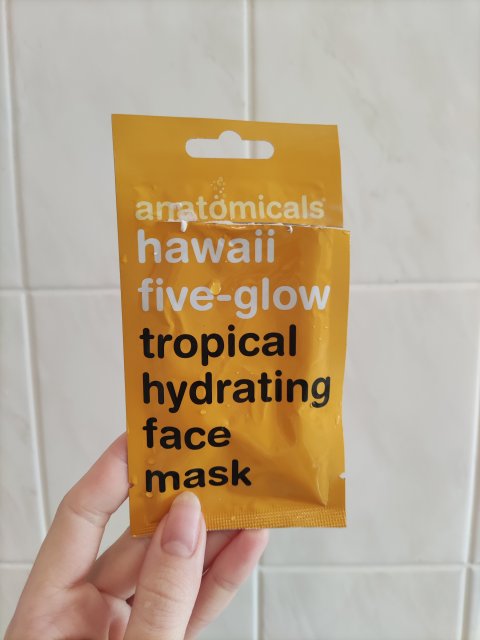 anatomicals
hawaii
five-glow
tropical
hydrating
face
mask